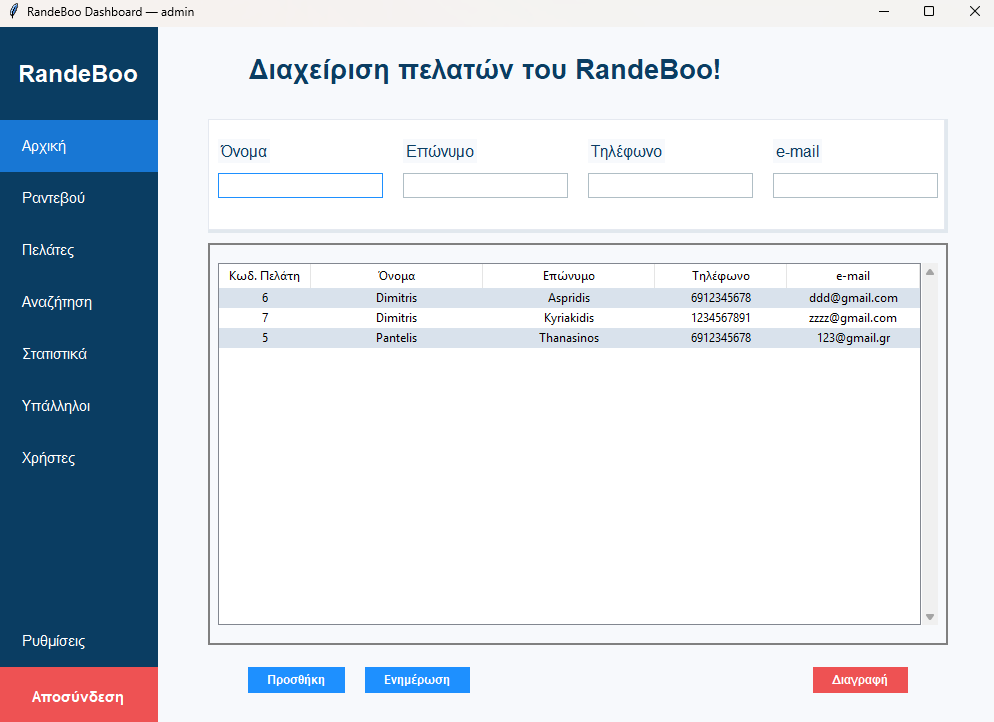 RandeBoo Dashboard — admin
RandeBoo
Αρχική
Ραντεβού
Πελάτες
Αναζήτηση
Στατιστικά
Υπάλληλοι
Χρήστες
Ρυθμίσεις
Αποσύνδεση
Διαχείριση πελατών του RandeBoo!
Όνομα Επώνυμο Τηλέφωνο e-mail
Κωδ. Πελάτη Όνομα Επώνυμο Τηλέφωνο e-mail
6 Dimitris Aspridis 6912345678 ddd@gmail.com
7 Dimitris Kyriakidis 1234567891 zzzz@gmail.com
5 Pantelis Thanasinos 6912345678 123@gmail.gr
Προσθήκη Ενημέρωση Διαγραφή